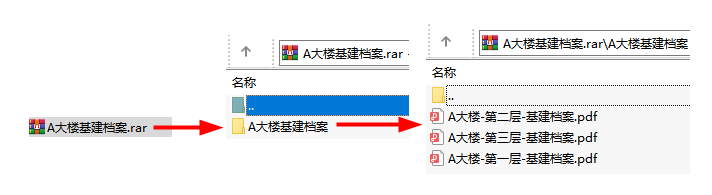 A大楼基建档案.rar
A大楼基建档案.rar -
名称
..
A大楼基建档案
A大楼基建档案.rar\A大楼基建档案
名称
..
A大楼-第二层-基建档案.pdf
A大楼-第三层-基建档案.pdf
A大楼-第一层-基建档案.pdf